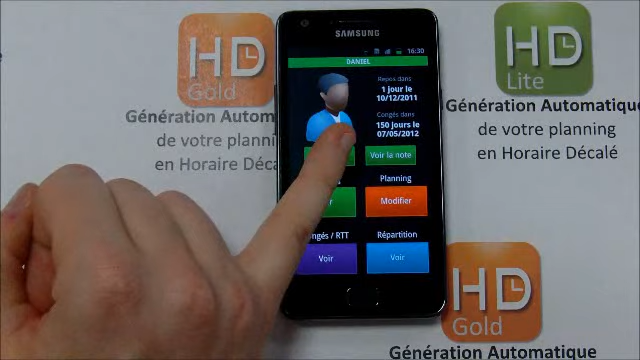 HD
Gold
Génération Autom
de votre planni
en Horaire Décal
HD
Lite
Génération Automatique
de votre planning
en Horaire Décalé
SAMSUNG
16:30
DANIEL
Repos dans
1 jour le
10/12/2011
Congés dans
150 jours le
07/05/2012
Voir la note
Planning
Modifier
ngés / RTT
Répartition
Voir
Voir
HD
Gold
Génération Automatique